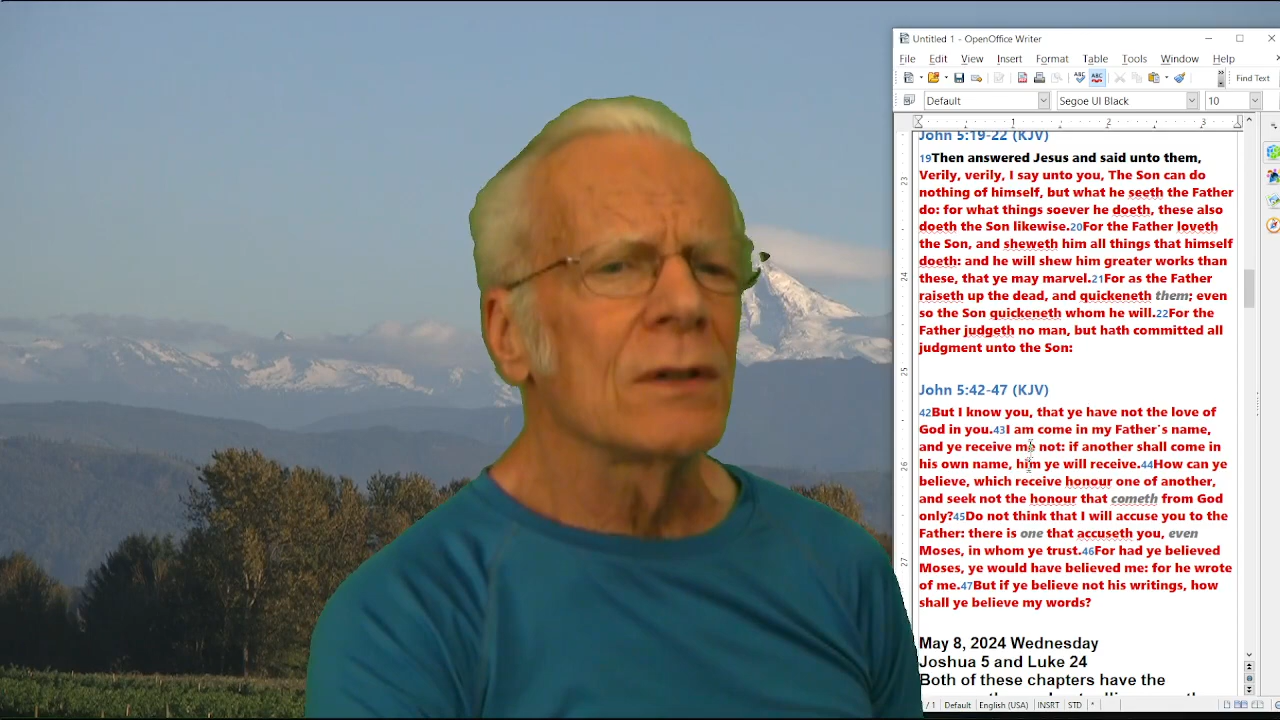 Untitled 1 - OpenOffice Writer
File Edit View Insert Format Table Tools Window Help
Find Text
Default Segoe UI Black 10
1 2 3
John 5:19-22 (KJV)
19Then answered Jesus and said unto them,
Verily, verily, I say unto you, The Son can do
nothing of himself, but what he seeth the Father
do: for what things soever he doeth, these also
doeth the Son likewise.20For the Father loveth
the Son, and sheweth him all things that himself
doeth: and he will shew him greater works than
these, that ye may marvel.21For as the Father
raiseth up the dead, and quickeneth them; even
so the Son quickeneth whom he will.22For the
Father judgeth no man, but hath committed all
judgment unto the Son:
John 5:42-47 (KJV)
42But I know you, that ye have not the love of
God in you.43I am come in my Father's name,
and ye receive me not: if another shall come in
his own name, him ye will receive.44How can ye
believe, which receive honour one of another,
and seek not the honour that cometh from God
only?45Do not think that I will accuse you to the
Father: there is one that accuseth you, even
Moses, in whom ye trust.46For had ye believed
Moses, ye would have believed me: for he wrote
of me.47But if ye believe not his writings, how
shall ye believe my words?
May 8, 2024 Wednesday
Joshua 5 and Luke 24
Both of these chapters have the
23
24
25
26
27
/ 1 Default English (USA) INSRT STD *